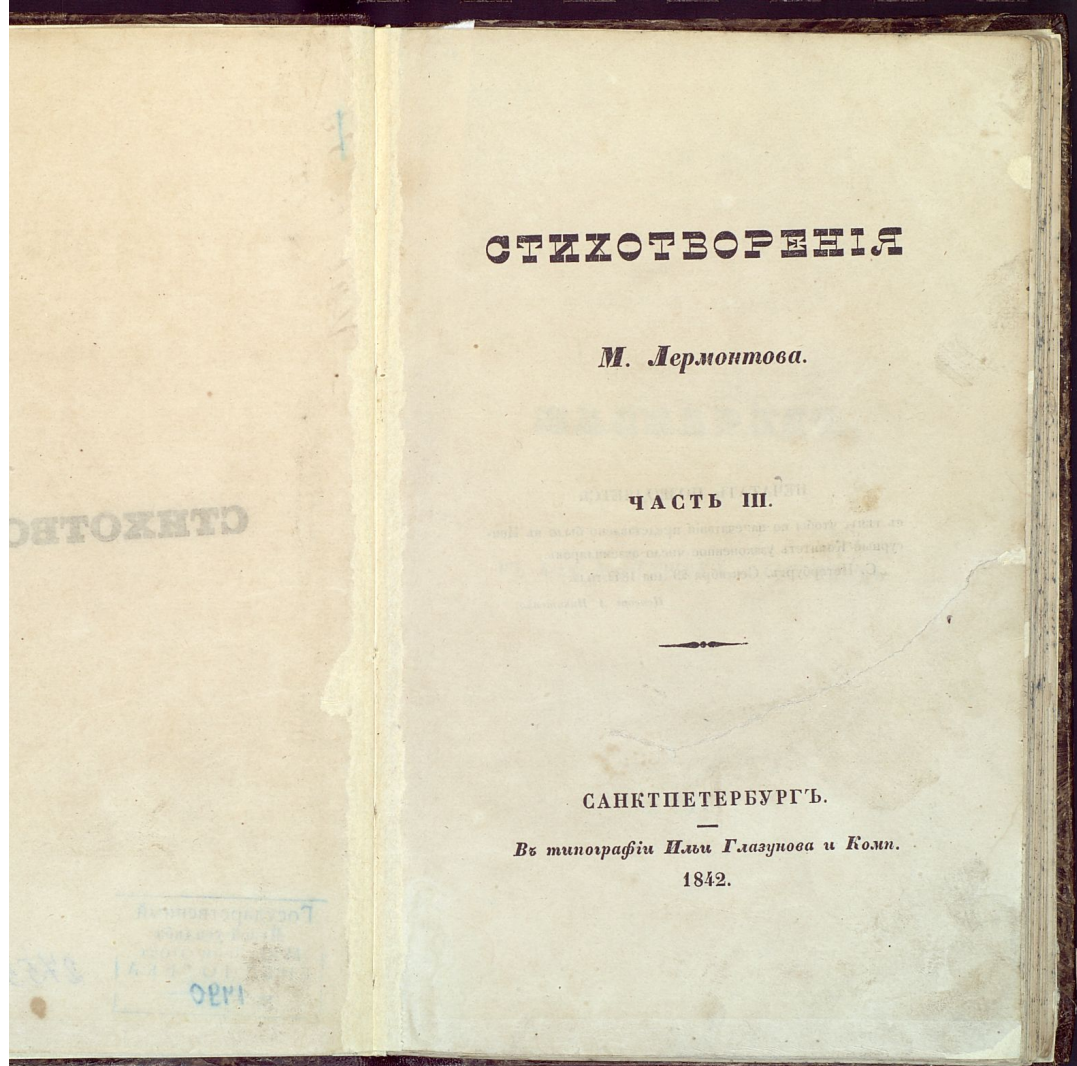 СТИХОТВОРЕНІЯ
М. Лермонтова.
ЧАСТЬ III.
САНКТПЕТЕРБУРГЪ.
Въ типографіи Ильи Глазунова и Комп.
1842.